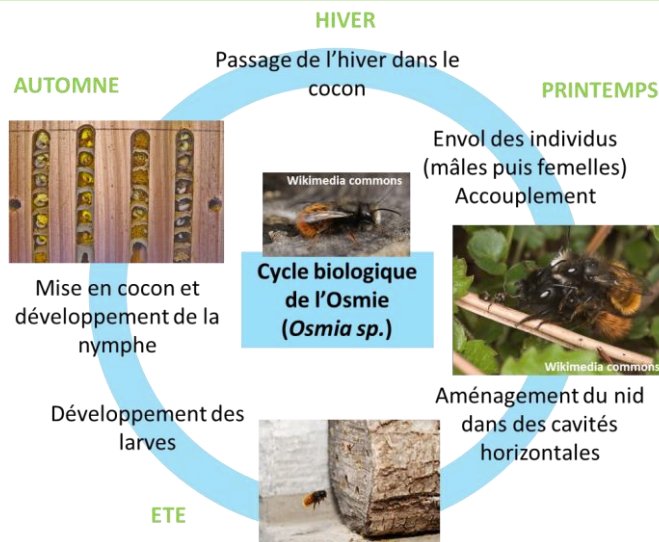 HIVER
Passage de l’hiver dans le
cocon
PRINTEMPS
Envol des individus
(mâles puis femelles)
Accouplement
Wikimedia commons
Aménagement du nid
dans des cavités
horizontales
ETE
Développement des
larves
AUTOMNE
Mise en cocon et
développement de la
nymphe
Wikimedia commons
Cycle biologique
de l’Osmie
(Osmia sp.)